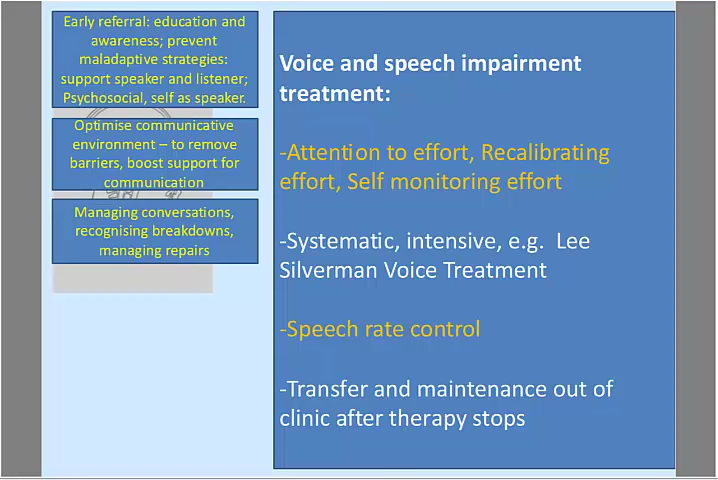 Early referral: education and
awareness; prevent
maladaptive strategies:
support speaker and listener;
Psychosocial, self as speaker.
Optimise communicative
environment – to remove
barriers, boost support for
communication
Managing conversations,
recognising breakdowns,
managing repairs
Voice and speech impairment
treatment:
-Attention to effort, Recalibrating
effort, Self monitoring effort
-Systematic, intensive, e.g. Lee
Silverman Voice Treatment
-Speech rate control
-Transfer and maintenance out of
clinic after therapy stops